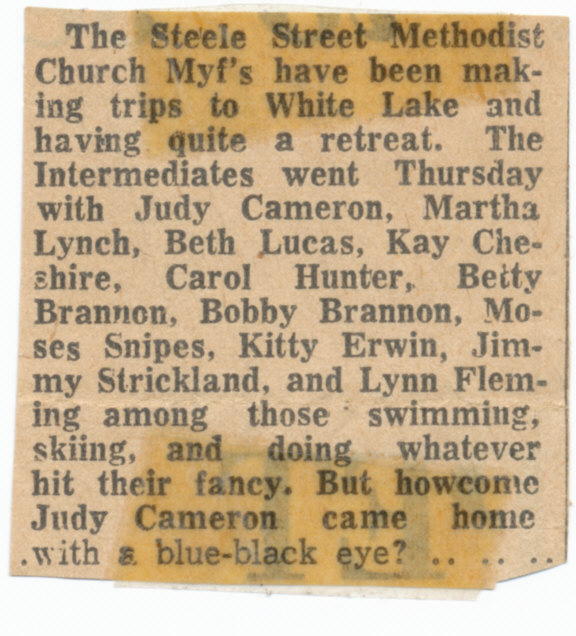 The Steele Street Methodist
Church Myf's have been mak-
ing trips to White Lake and
having quite a retreat. The
Intermediates went Thursday
with Judy Cameron, Martha
Lynch, Beth Lucas, Kay Che-
shire, Carol Hunter, Betty
Brannon, Bobby Brannon, Mo-
ses Snipes, Kitty Erwin, Jim-
my Strickland, and Lynn Flem-
ing among those swimming,
skiing, and doing whatever
hit their fancy. But howcome
Judy Cameron came home
.with a blue-black eye? .. .. ..